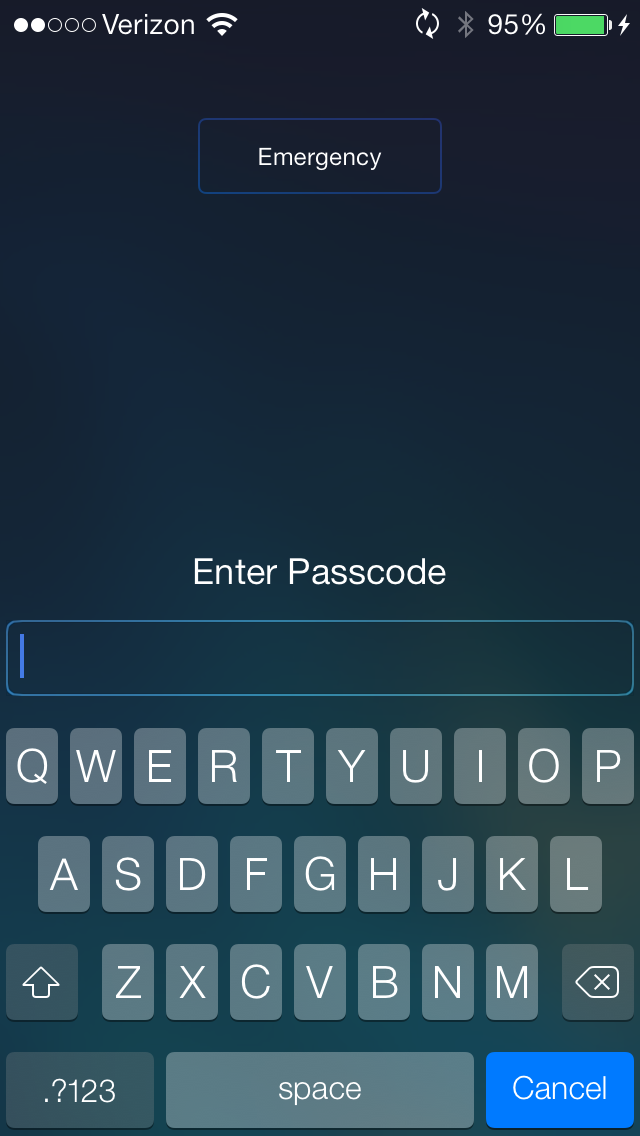 Verizon 95%
Emergency
Enter Passcode
Q W E R T Y U I O P
A S D F G H J K L
Z X C V B N M
.?123 space Cancel